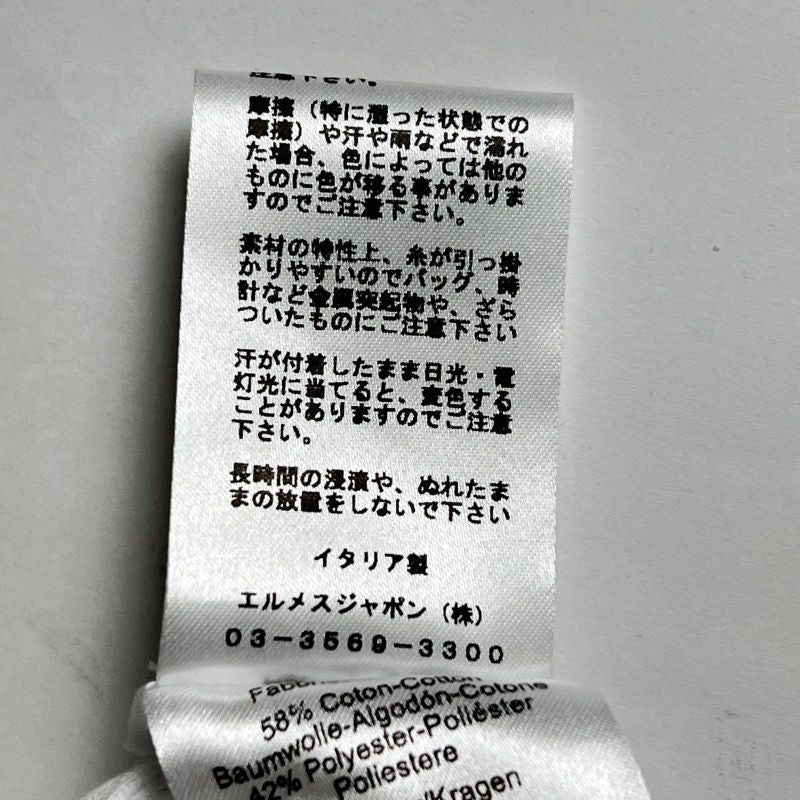 注意下さい。
摩擦（特に湿った状態での
摩擦）や汗や雨などで濡れ
た場合、色によっては他の
ものに色が移る事がありま
すのでご注意下さい。
素材の特性上、糸が引っ掛
かりやすいのでバッグ、時
計など金属突起物や、ざら
ついたものにご注意下さい
汗が付着したまま日光・電
灯光に当てると、変色する
ことがありますのでご注意
下さい。
長時間の浸漬や、ぬれたま
まの放置をしないで下さい
イタリア製
エルメスジャポン（株）
03-3569-3300
58% Coton-Cotton
Baumwolle-Algodón-Cotone
42% Polyester-Poliéster
Poliestere
/Kragen